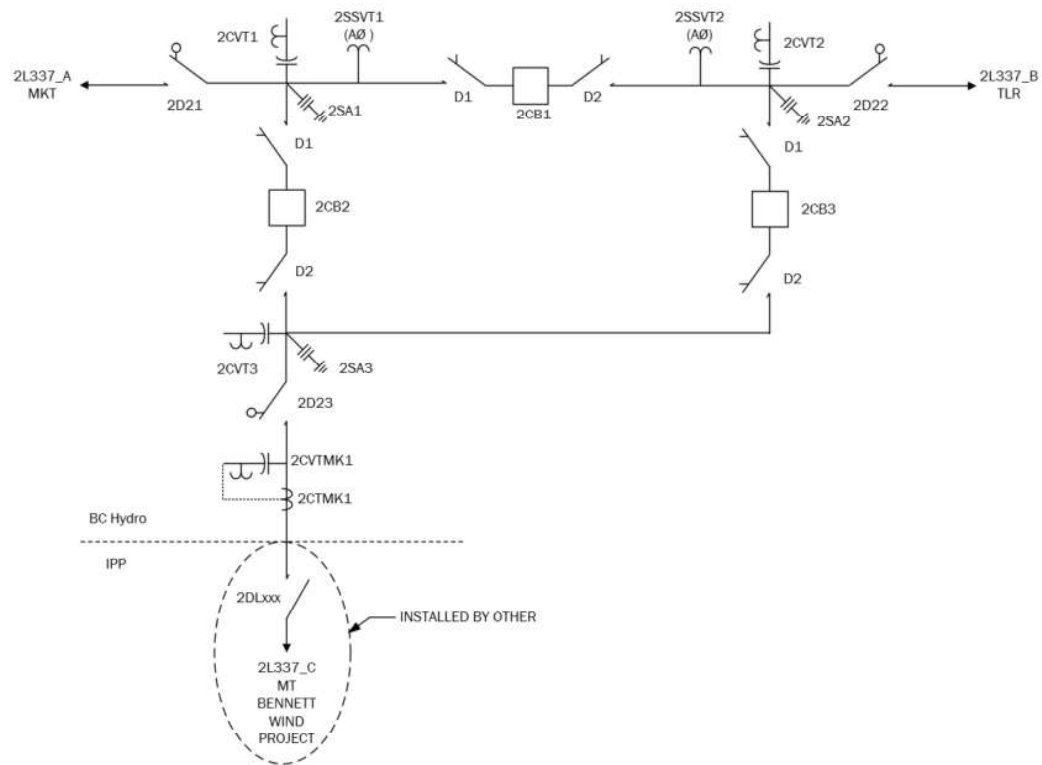 2SSVT1
(AØ )
2SSVT2
(AØ)
2CVT1
2CVT2
2L337_A
MKT
2D21
2SA1
D1
2CB1
D2
2SA2
2D22
2L337_B
TLR
D1
D1
2CB2
2CB3
D2
D2
2CVT3
2SA3
2D23
2CVTMK1
2CTMK1
BC Hydro
IPP
2DLxxx
INSTALLED BY OTHER
2L337_C
MT
BENNETT
WIND
PROJECT